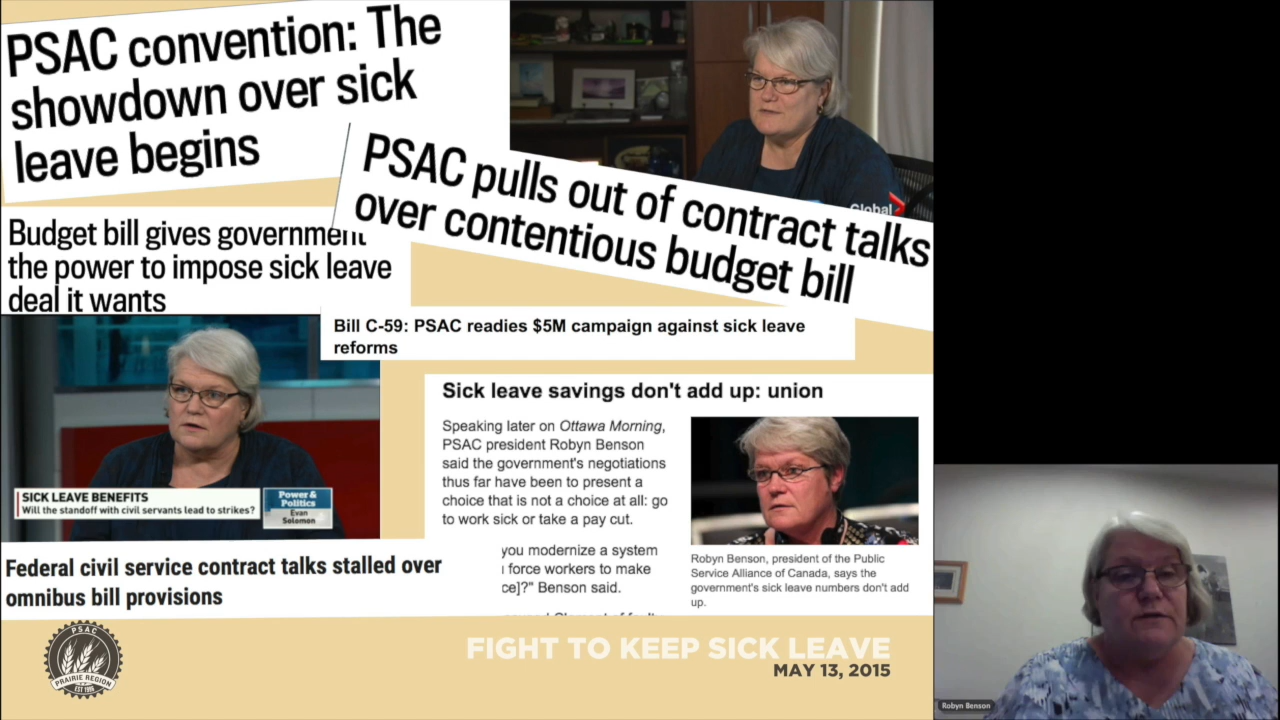 PSAC convention: The
showdown over sick
leave begins
PSAC pulls out of contract talks
over contentious budget bill
Global
Budget bill gives government
the power to impose sick leave
deal it wants
Bill C-59: PSAC readies $5M campaign against sick leave
reforms
SICK LEAVE BENEFITS
Will the standoff with civil servants lead to strikes?
Power &
Politics
Evan
Solomon
Sick leave savings don't add up: union
Speaking later on Ottawa Morning,
PSAC president Robyn Benson
said the government's negotiations
thus far have been to present a
choice that is not a choice at all: go
to work sick or take a pay cut.
you modernize a system
force workers to make
ce]?" Benson said.
Robyn Benson, president of the Public
Service Alliance of Canada, says the
government's sick leave numbers don't add
up.
Federal civil service contract talks stalled over
omnibus bill provisions
PSAC
PRAIRIE REGION
EST 1966
FIGHT TO KEEP SICK LEAVE
MAY 13, 2015
Robyn Benson